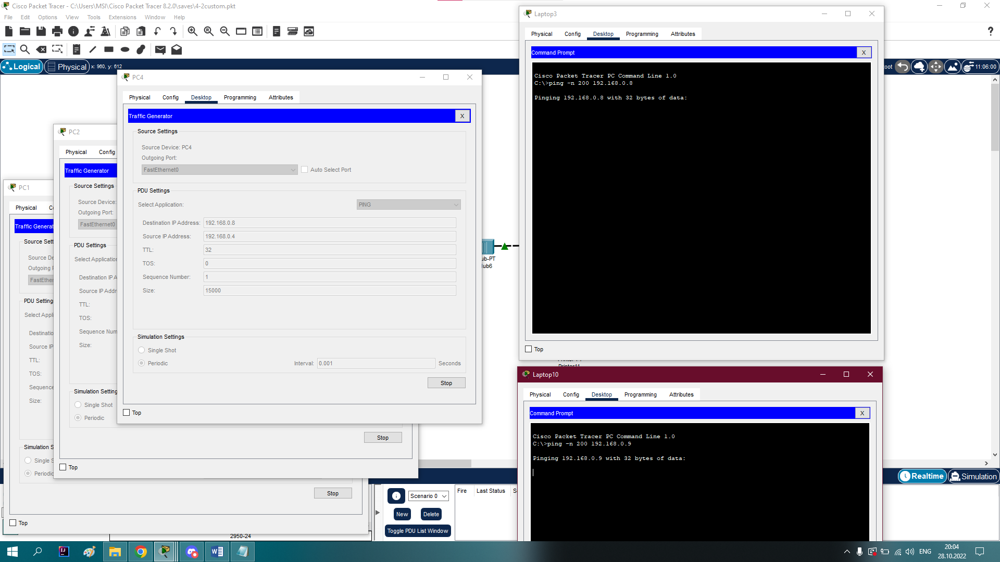 Cisco Packet Tracer - C:\Users\MSI\Cisco Packet Tracer 8.2.0\saves\4-2custom.pkt
File Edit Options View Tools Extensions Window Help
Logical Physical x: 960, y: 612
oot 11:06:00
PC4
Physical Config Desktop Programming Attributes
Traffic Generator X
Source Settings
Source Device: PC4
Outgoing Port:
FastEthernet0 Auto Select Port
PDU Settings
Select Application: PING
Destination IP Address: 192.168.0.8
Source IP Address: 192.168.0.4
TTL: 32
TOS: 0
Sequence Number: 1
Size: 15000
Simulation Settings
Single Shot
Periodic Interval: 0.001 Seconds
Stop
Top
PC2
Physical Config
Traffic Generator
Source Settings
Source Device:
Outgoing Port:
FastEthernet0
PDU Settings
Select Application
Destination IP A
Source IP Addr
TTL:
TOS:
Sequence Num
Size:
Simulation Setting
Single Shot
Periodic
Stop
Top
PC1
Physical C
Traffic Generat
Source Sett
Source De
Outgoing P
FastEther
PDU Setting
Select Appli
Destinatio
Source IP
TTL:
TOS:
Sequence
Size:
Simulation S
Single S
Periodic
Stop
Top
ub-PT
lub6
Laptop3
Physical Config Desktop Programming Attributes
Command Prompt X
Cisco Packet Tracer PC Command Line 1.0
C:\>ping -n 200 192.168.0.8
Pinging 192.168.0.8 with 32 bytes of data:
Top
Printer11
Laptop10
Physical Config Desktop Programming Attributes
Command Prompt X
Cisco Packet Tracer PC Command Line 1.0
C:\>ping -n 200 192.168.0.9
Pinging 192.168.0.9 with 32 bytes of data:
Realtime Simulation
Scenario 0
New Delete
Toggle PDU List Window
Fire Last Status S
2950-24
ENG
20:04
28.10.2022